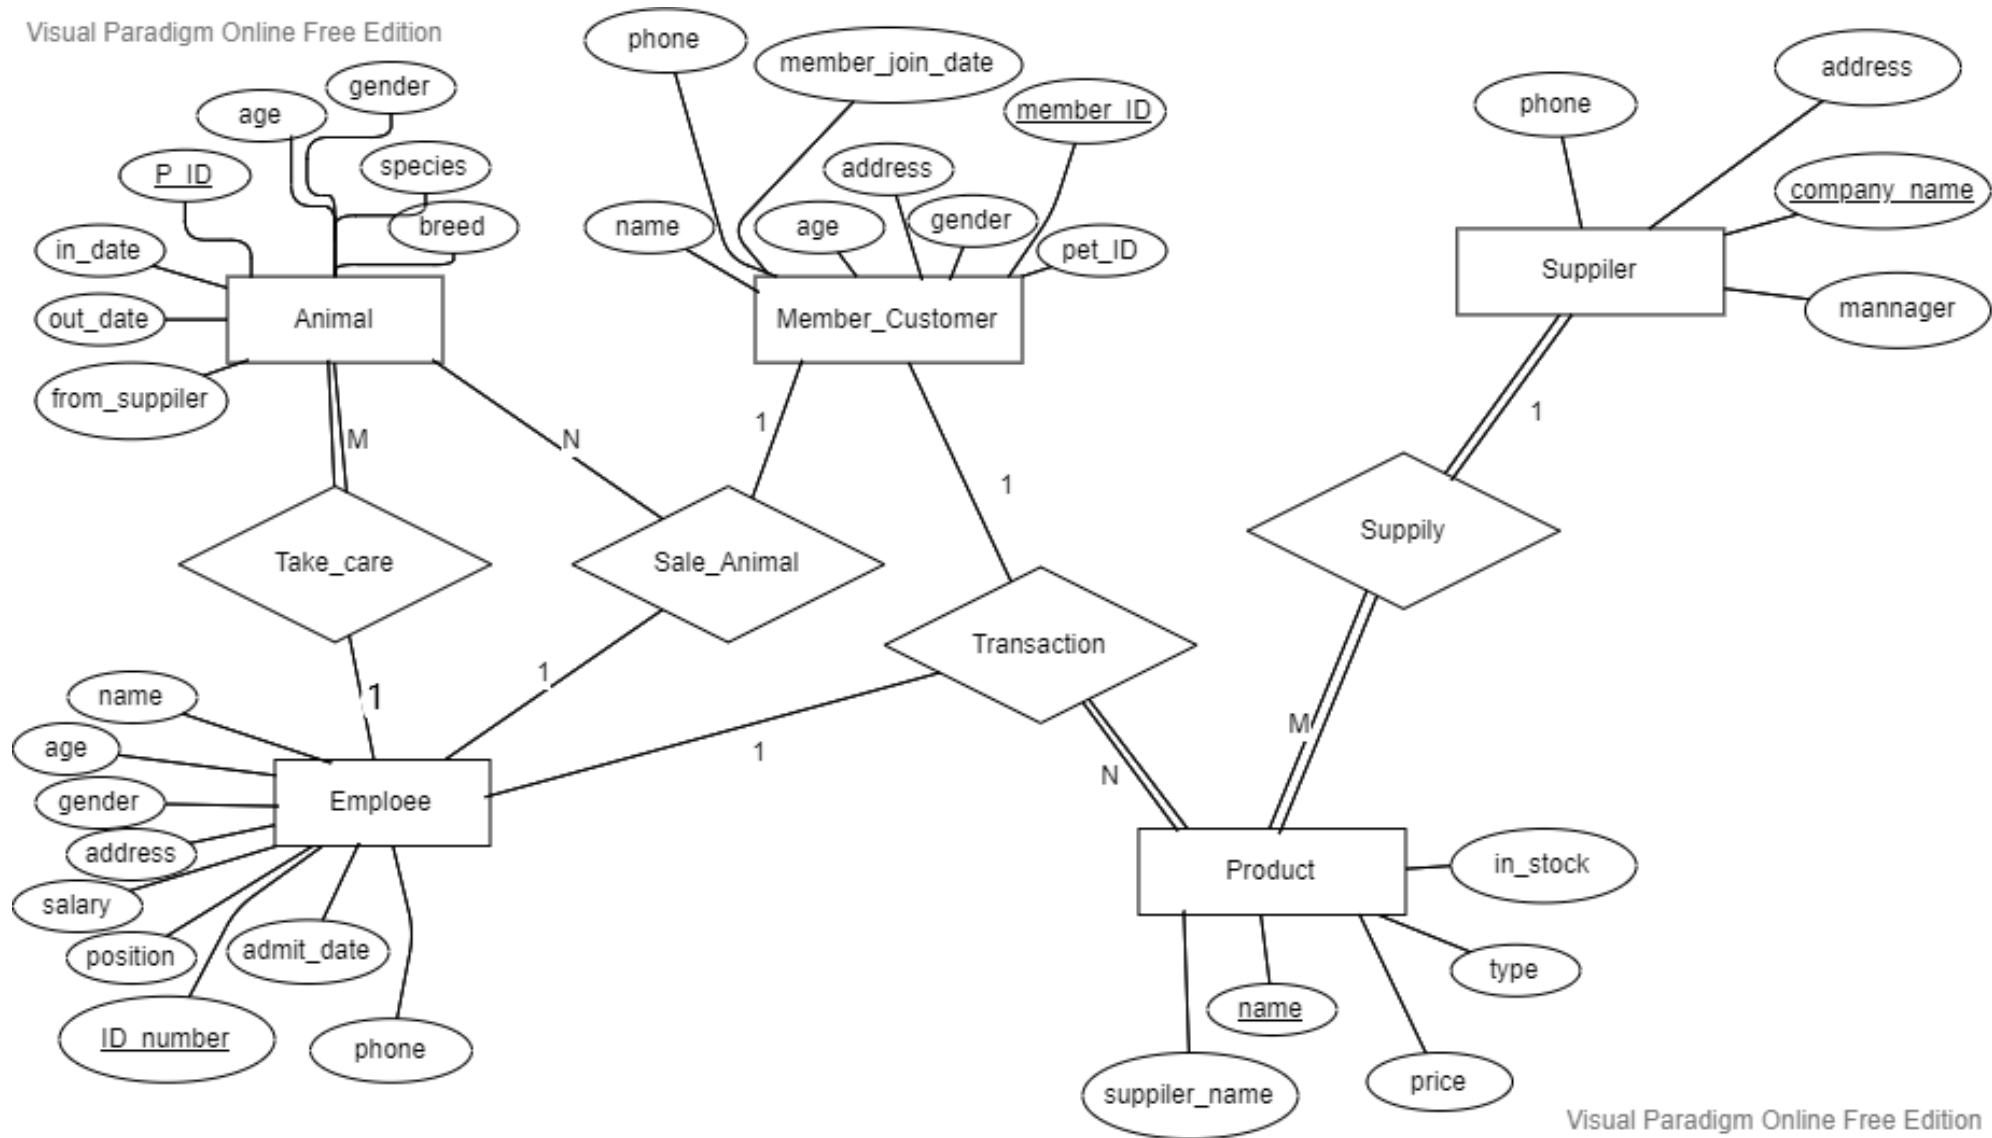 Visual Paradigm Online Free Edition
phone
member_join_date
address
gender
age
member_ID
phone
species
P_ID
address
company_name
name
age
gender
breed
in_date
pet_ID
Suppiler
out_date
Animal
Member_Customer
mannager
from_suppiler
1
1
M
N
1
Suppily
Take_care
Sale_Animal
Transaction
1
name
1
M
age
1
N
gender
Emploee
address
Product
in_stock
salary
position
admit_date
type
name
ID_number
phone
suppiler_name
price
Visual Paradigm Online Free Edition